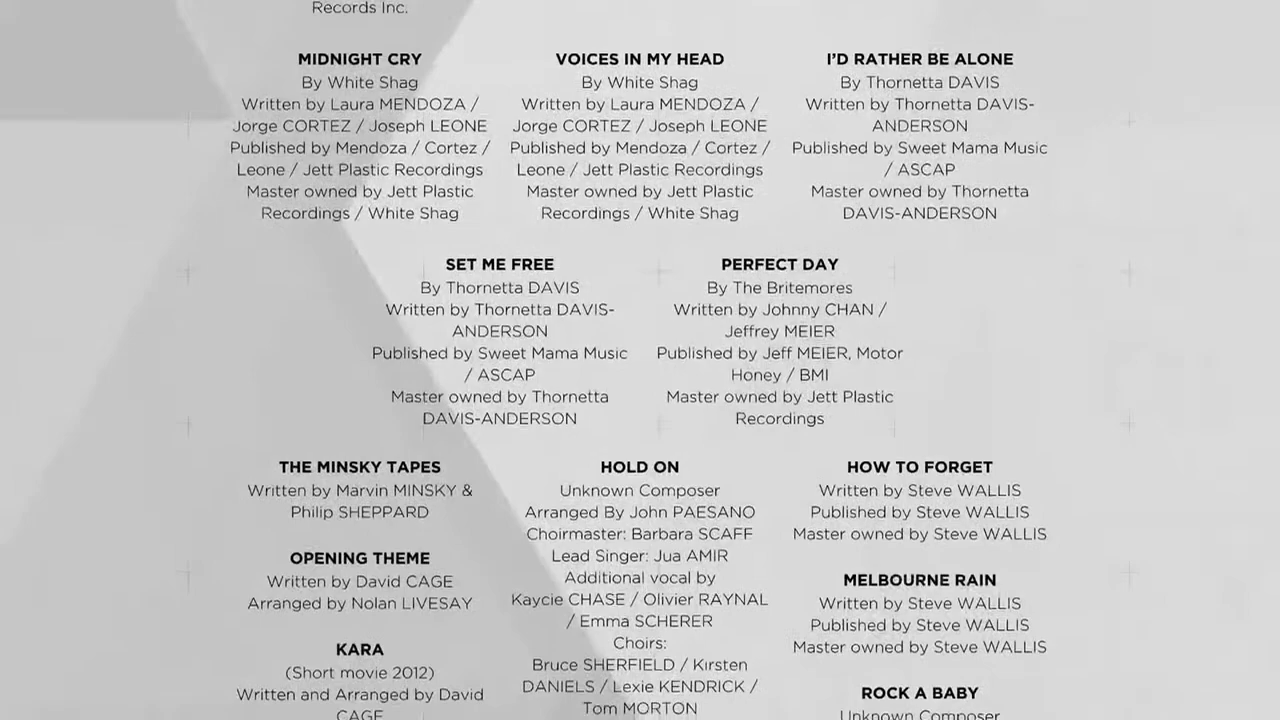 Records Inc.
MIDNIGHT CRY
By White Shag
Written by Laura MENDOZA /
Jorge CORTEZ / Joseph LEONE
Published by Mendoza / Cortez /
Leone / Jett Plastic Recordings
Master owned by Jett Plastic
Recordings / White Shag
VOICES IN MY HEAD
By White Shag
Written by Laura MENDOZA /
Jorge CORTEZ / Joseph LEONE
Published by Mendoza / Cortez /
Leone / Jett Plastic Recordings
Master owned by Jett Plastic
Recordings / White Shag
I'D RATHER BE ALONE
By Thornetta DAVIS
Written by Thornetta DAVIS-
ANDERSON
Published by Sweet Mama Music
/ ASCAP
Master owned by Thornetta
DAVIS-ANDERSON
SET ME FREE
By Thornetta DAVIS
Written by Thornetta DAVIS-
ANDERSON
Published by Sweet Mama Music
/ ASCAP
Master owned by Thornetta
DAVIS-ANDERSON
PERFECT DAY
By The Britemores
Written by Johnny CHAN /
Jeffrey MEIER
Published by Jeff MEIER, Motor
Honey / BMI
Master owned by Jett Plastic
Recordings
THE MINSKY TAPES
Written by Marvin MINSKY &
Philip SHEPPARD
OPENING THEME
Written by David CAGE
Arranged by Nolan LIVESAY
KARA
(Short movie 2012)
Written and Arranged by David
CAGE
HOLD ON
Unknown Composer
Arranged By John PAESANO
Choirmaster: Barbara SCAFF
Lead Singer: Jua AMIR
Additional vocal by
Kaycie CHASE / Olivier RAYNAL
/ Emma SCHERER
Choirs:
Bruce SHERFIELD / Kirsten
DANIELS / Lexie KENDRICK /
Tom MORTON
HOW TO FORGET
Written by Steve WALLIS
Published by Steve WALLIS
Master owned by Steve WALLIS
MELBOURNE RAIN
Written by Steve WALLIS
Published by Steve WALLIS
Master owned by Steve WALLIS
ROCK A BABY
Unknown Composer